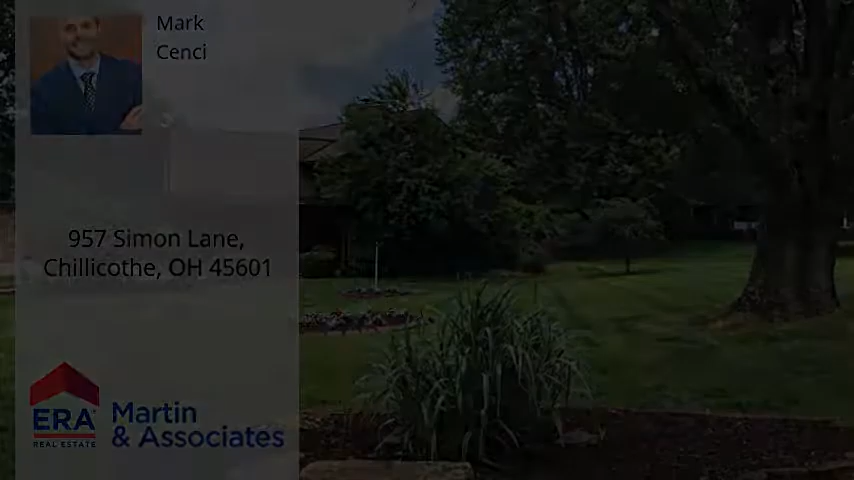 Mark
Cenci
957 Simon Lane,
Chillicothe, OH 45601
ERA
REAL ESTATE
Martin
& Associates